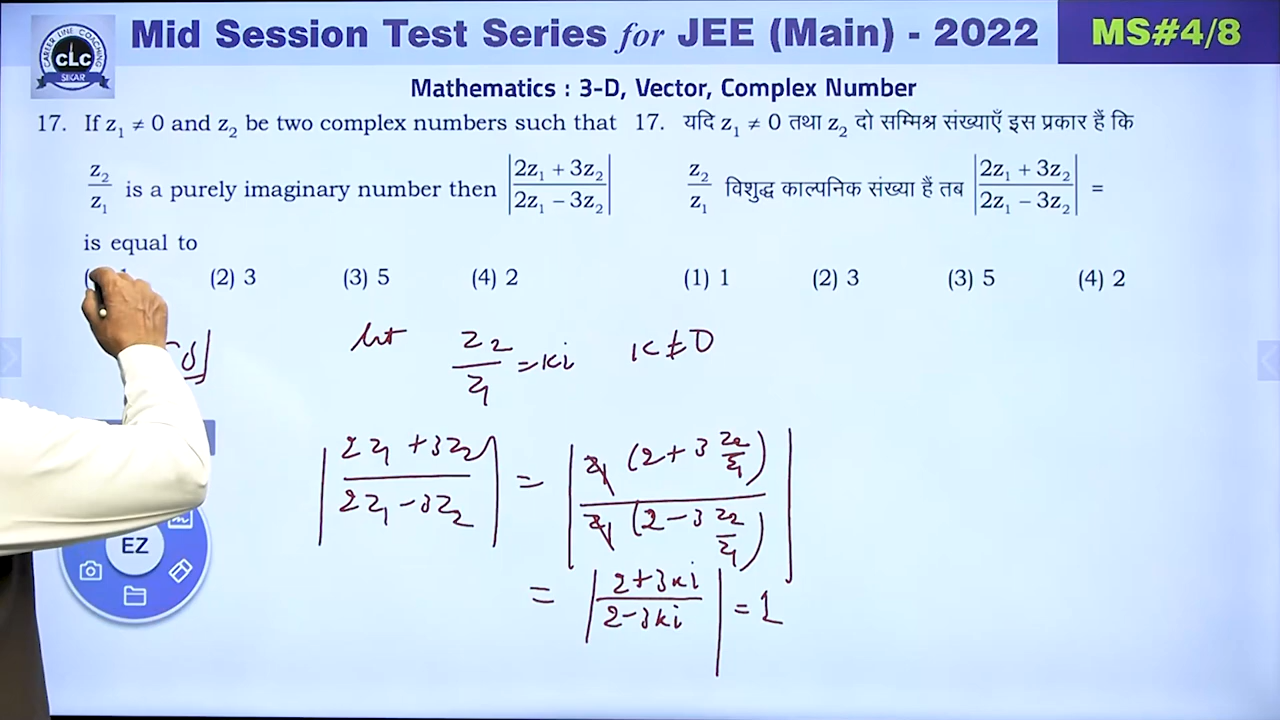 CAREER LINE COACHING
CLC
SIKAR
Mid Session Test Series for JEE (Main) - 2022
MS#4/8
Mathematics : 3-D, Vector, Complex Number
17. If z₁ ≠ 0 and z₂ be two complex numbers such that
z₂/z₁ is a purely imaginary number then |(2z₁ + 3z₂)/(2z₁ − 3z₂)|
is equal to
(2) 3 (3) 5 (4) 2
17. यदि z₁ ≠ 0 तथा z₂ दो सम्मिश्र संख्याएँ इस प्रकार हैं कि
z₂/z₁ विशुद्ध काल्पनिक संख्या हैं तब |(2z₁ + 3z₂)/(2z₁ − 3z₂)| =
(1) 1 (2) 3 (3) 5 (4) 2
let z₂/z₁ = ki k ≠ 0
|(2z₁ + 3z₂)/(2z₁ − 3z₂)| = |z₁(2 + 3 z₂/z₁)/z₁(2 − 3 z₂/z₁)|
= |(2 + 3ki)/(2 − 3ki)| = 1
EZ